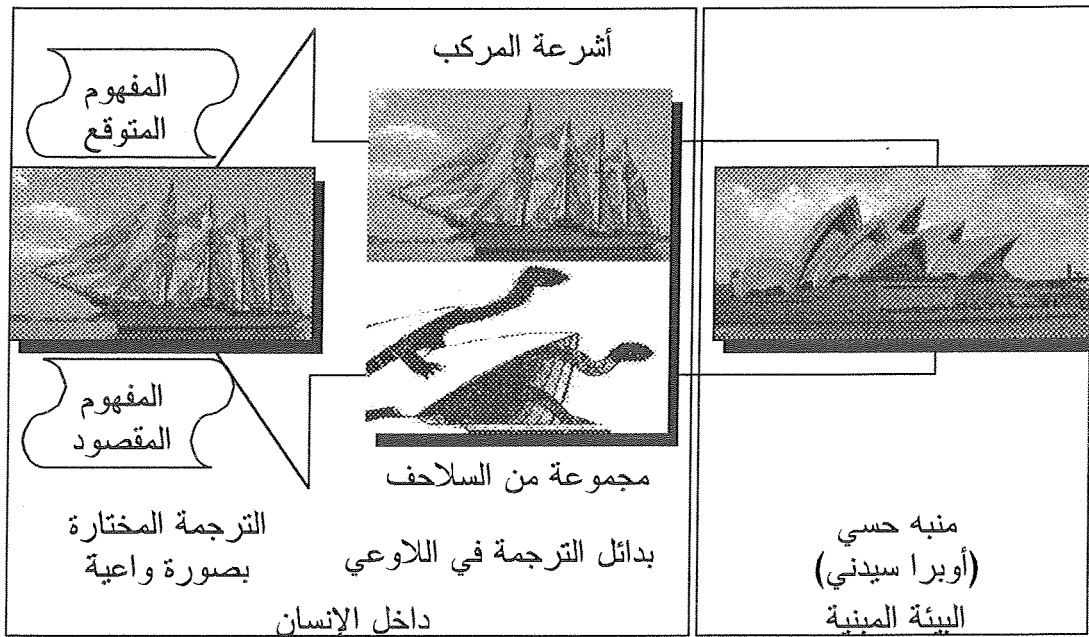 أشرعة المركب
المفهوم
المتوقع
المفهوم
المقصود
مجموعة من السلاحف
الترجمة المختارة
بصورة واعية
بدائل الترجمة في اللاوعي
داخل الإنسان
منبه حسي
(أوبرا سيدني)
البيئة المبنية